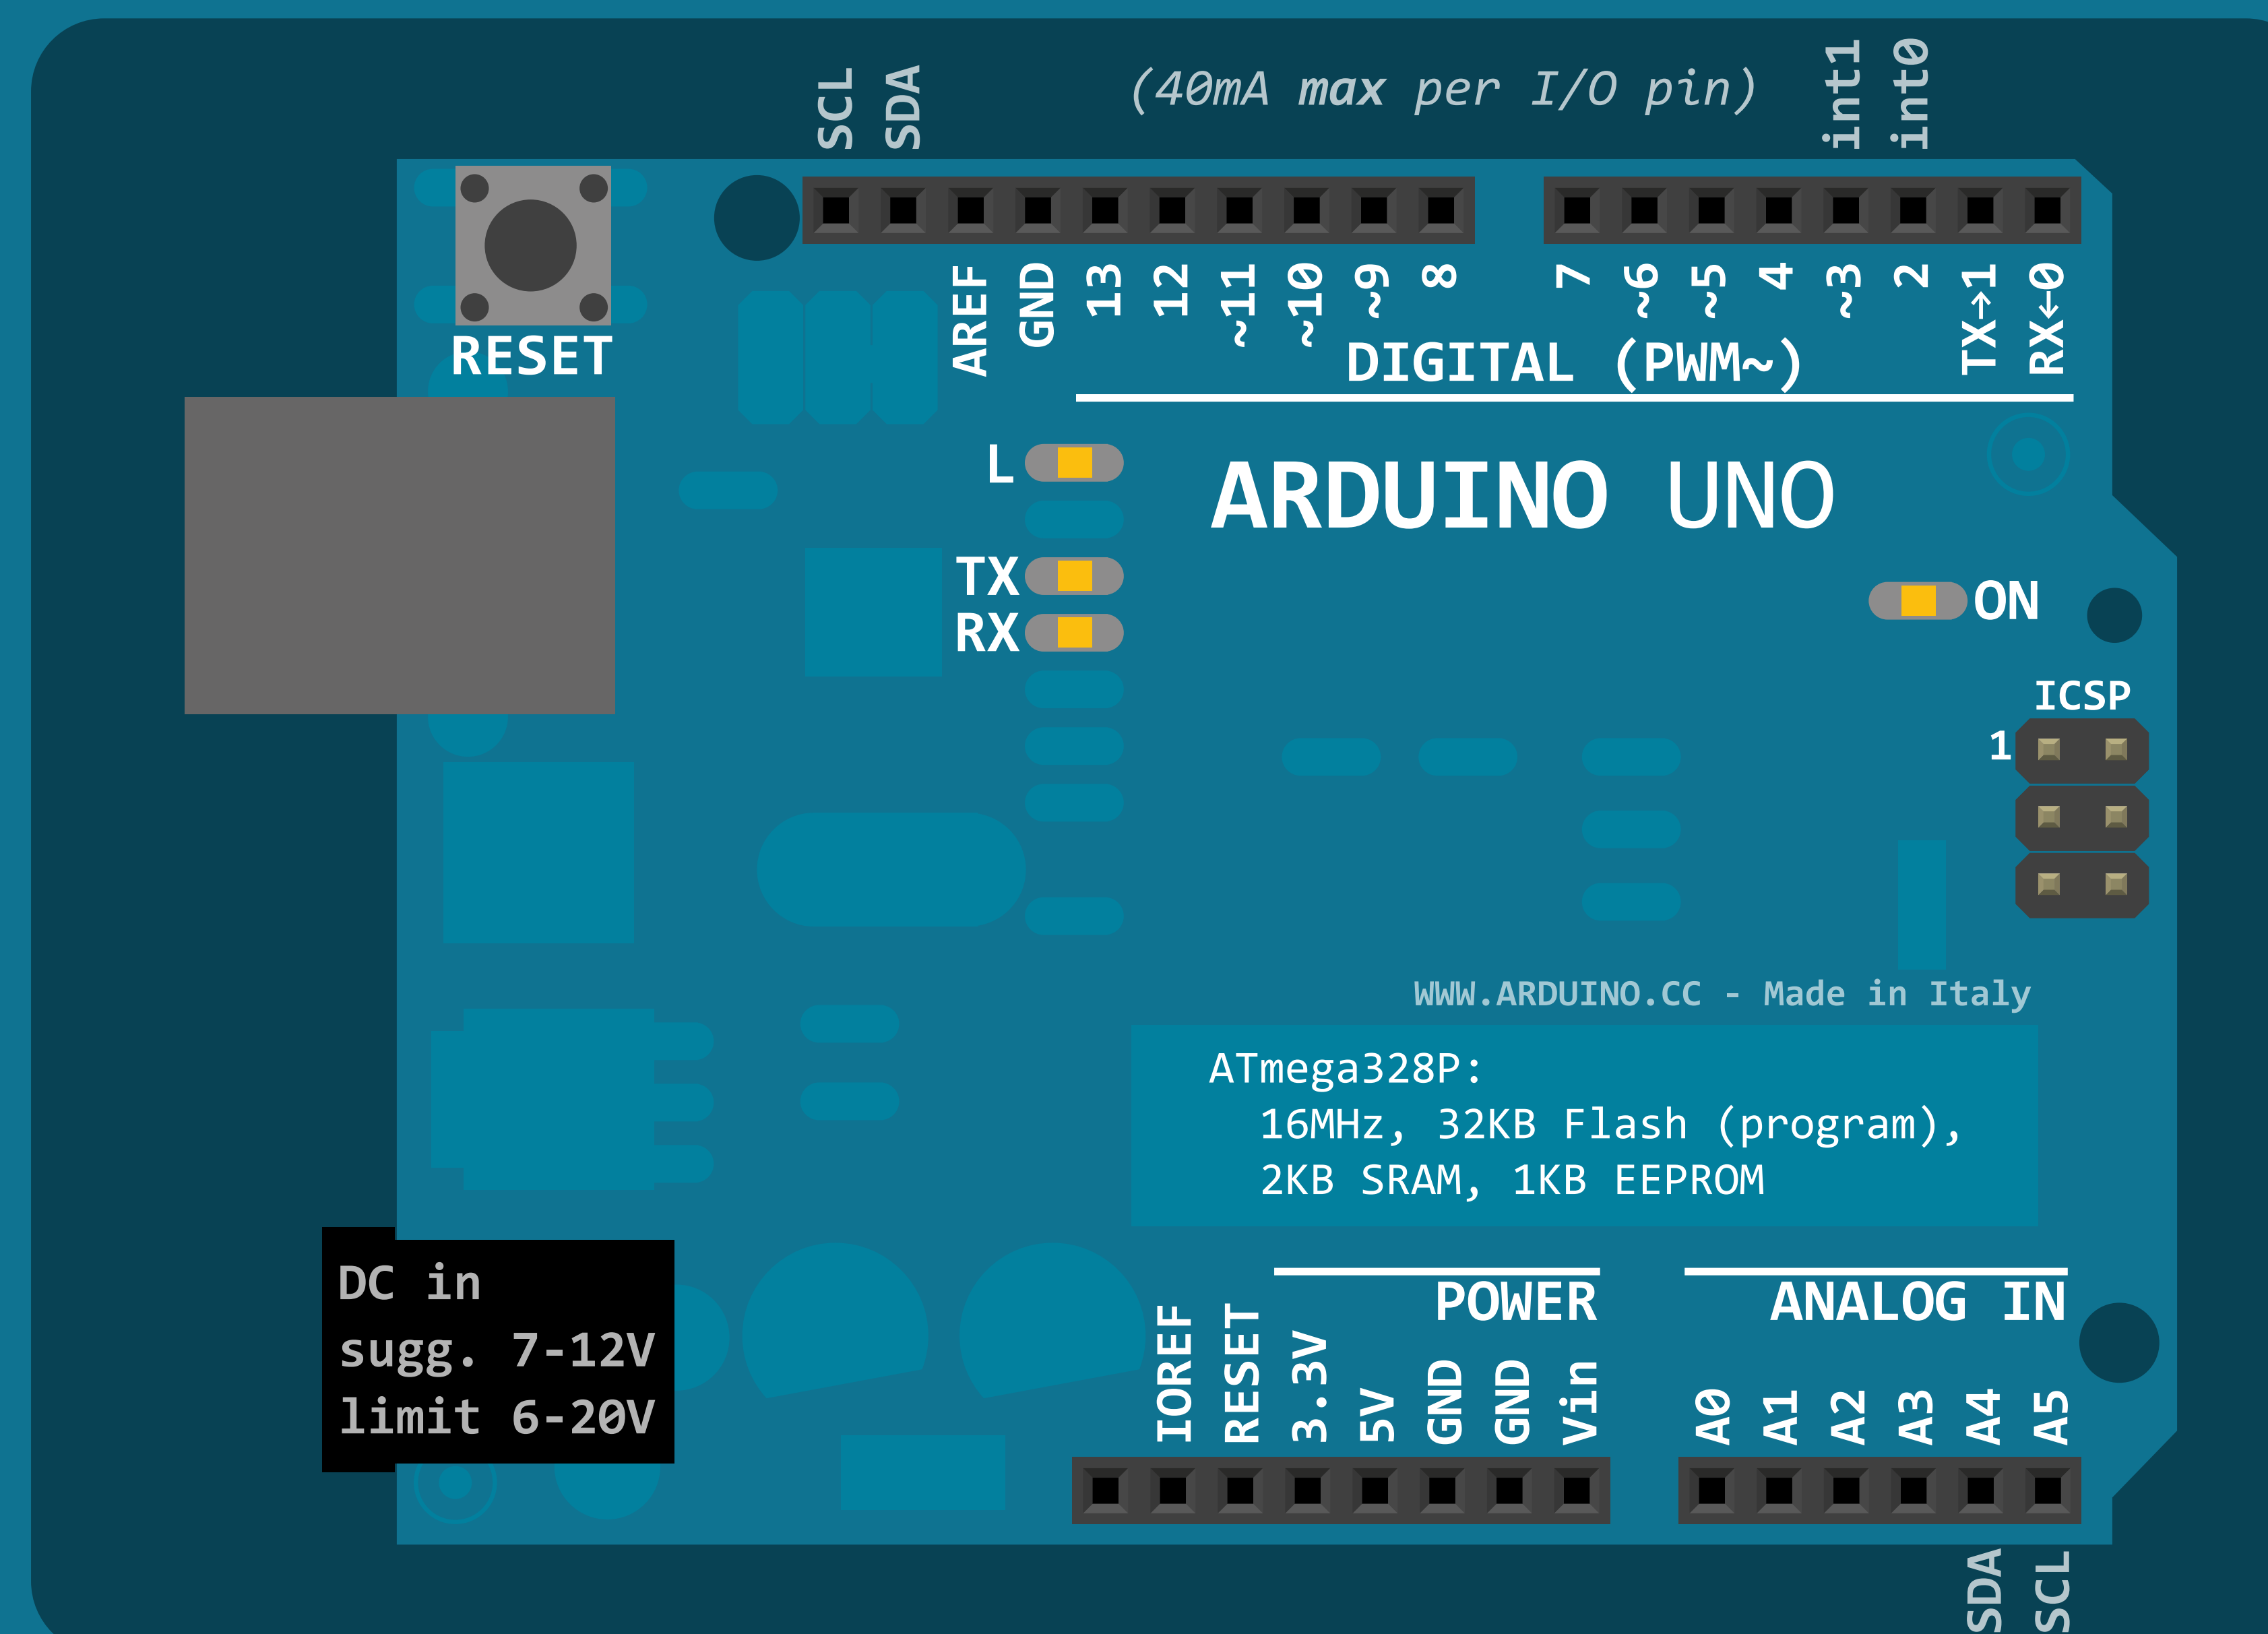 SCL
SDA
(40mA max per I/O pin)
int1
int0
RESET
AREF
GND
13
12
~11
~10
~9
8
7
~6
~5
4
~3
2
TX→1
RX←0
DIGITAL (PWM~)
L
ARDUINO UNO
TX
RX
ON
ICSP
1
WWW.ARDUINO.CC - Made in Italy
ATmega328P:
16MHz, 32KB Flash (program),
2KB SRAM, 1KB EEPROM
DC in
sugg. 7-12V
limit 6-20V
POWER
ANALOG IN
IOREF
RESET
3.3V
5V
GND
GND
Vin
A0
A1
A2
A3
A4
A5
SDA
SCL